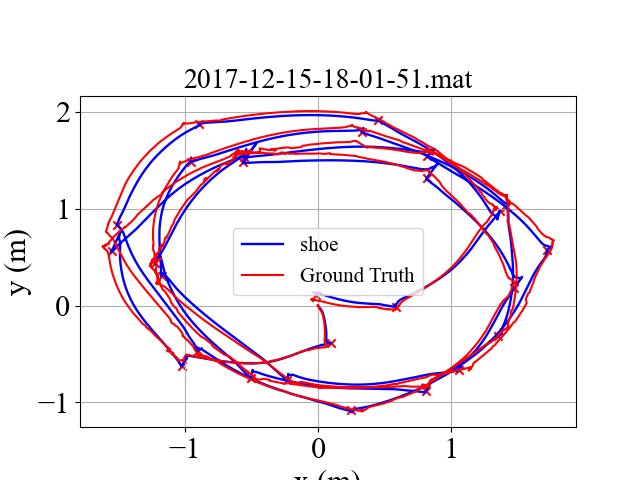 2017-12-15-18-01-51.mat
2
1
0
−1
y (m)
shoe
Ground Truth
−1
0
1
x (m)